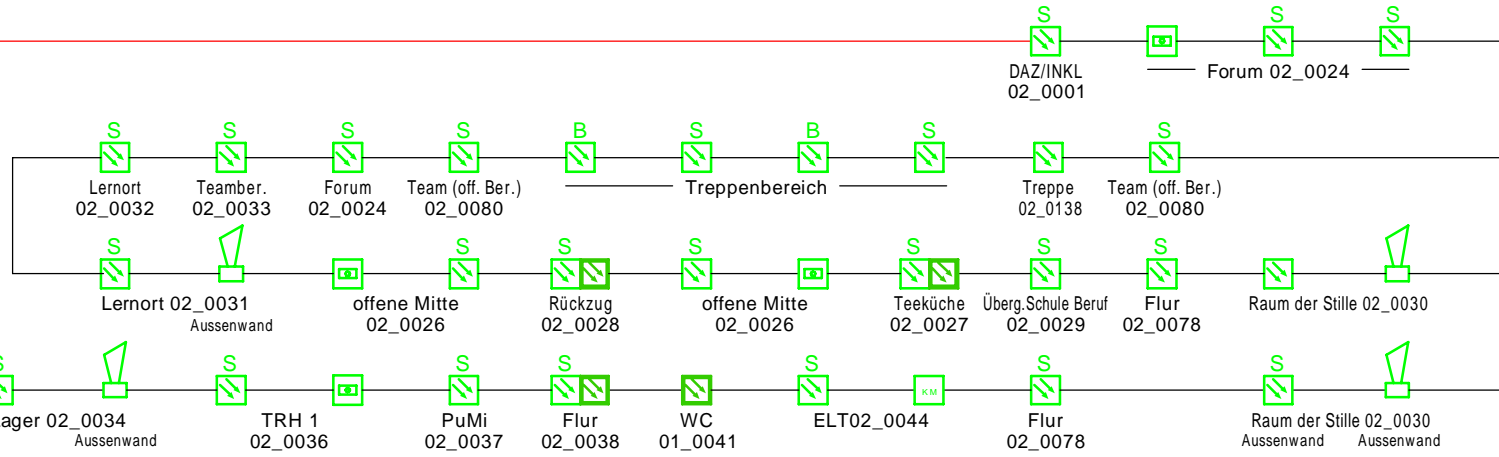 S S S
DAZ/INKL Forum 02_0024
02_0001
S S S S B S B S S
Lernort Teamber. Forum Team (off. Ber.) Treppenbereich Treppe Team (off. Ber.)
02_0032 02_0033 02_0024 02_0080 02_0138 02_0080
S S S S S S S
Lernort 02_0031 offene Mitte Rückzug offene Mitte Teeküche Überg.Schule Beruf Flur Raum der Stille 02_0030
Aussenwand 02_0026 02_0028 02_0026 02_0027 02_0029 02_0078
S S S S S S S
KM
ager 02_0034 TRH 1 PuMi Flur WC ELT02_0044 Flur Raum der Stille 02_0030
Aussenwand 02_0036 02_0037 02_0038 01_0041 02_0078 Aussenwand Aussenwand